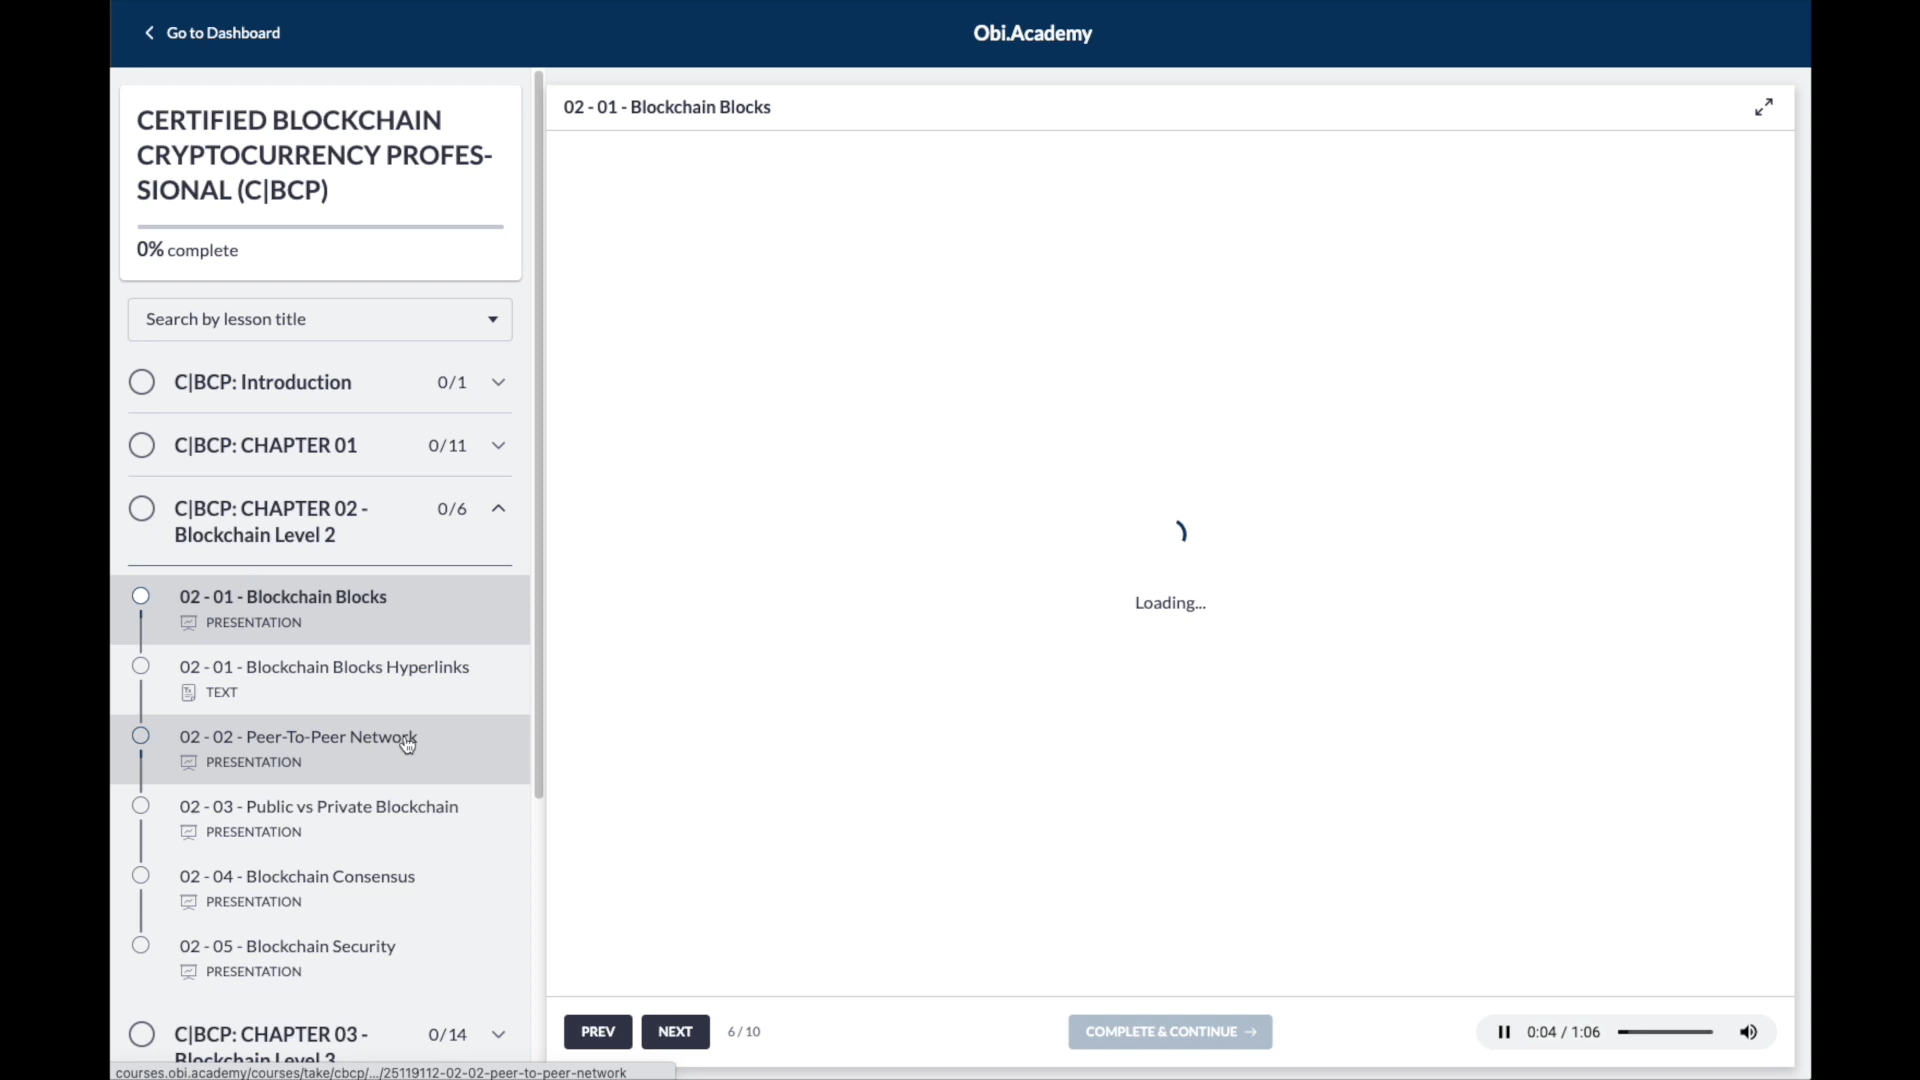 Go to Dashboard
Obi.Academy
CERTIFIED BLOCKCHAIN
CRYPTOCURRENCY PROFES-
SIONAL (C|BCP)
0% complete
Search by lesson title
C|BCP: Introduction 0/1
C|BCP: CHAPTER 01 0/11
C|BCP: CHAPTER 02 - 0/6
Blockchain Level 2
02 - 01 - Blockchain Blocks
PRESENTATION
02 - 01 - Blockchain Blocks Hyperlinks
TEXT
02 - 02 - Peer-To-Peer Network
PRESENTATION
02 - 03 - Public vs Private Blockchain
PRESENTATION
02 - 04 - Blockchain Consensus
PRESENTATION
02 - 05 - Blockchain Security
PRESENTATION
C|BCP: CHAPTER 03 - 0/14
Blockchain Level 3
courses.obi.academy/courses/take/cbcp/.../25119112-02-02-peer-to-peer-network
02 - 01 - Blockchain Blocks
Loading...
PREV NEXT 6 / 10 COMPLETE & CONTINUE → 0:04 / 1:06